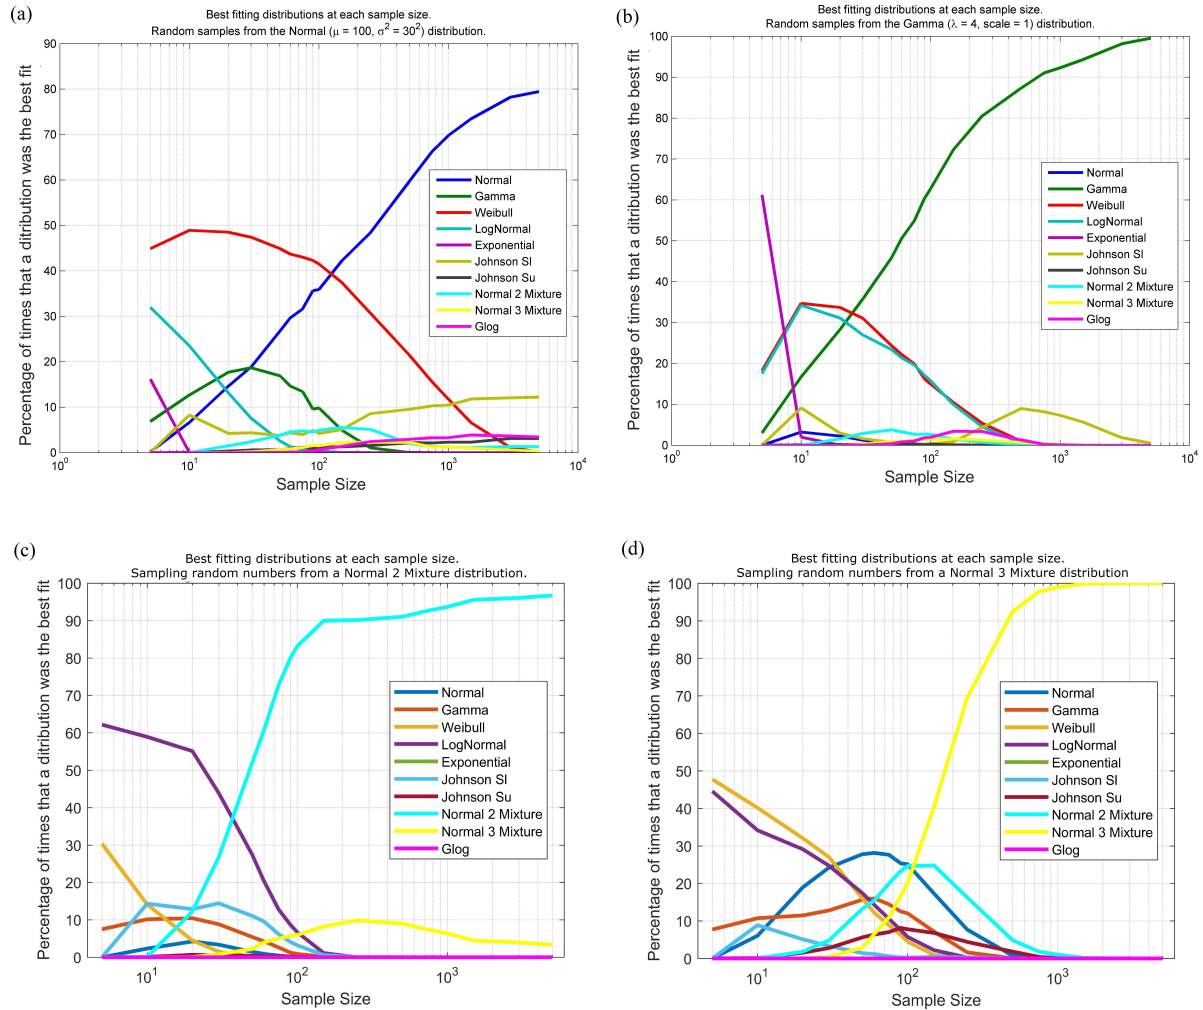 (a)
Best fitting distributions at each sample size.
Random samples from the Normal (μ = 100, σ² = 30²) distribution.
Percentage of times that a ditribution was the best fit
90
80
70
60
50
40
30
20
10
0
10⁰
10¹
10²
10³
10⁴
Sample Size
Normal
Gamma
Weibull
LogNormal
Exponential
Johnson Sl
Johnson Su
Normal 2 Mixture
Normal 3 Mixture
Glog
(b)
Best fitting distributions at each sample size.
Random samples from the Gamma (λ = 4, scale = 1) distribution.
Percentage of times that a ditribution was the best fit
100
90
80
70
60
50
40
30
20
10
0
10⁰
10¹
10²
10³
10⁴
Sample Size
Normal
Gamma
Weibull
LogNormal
Exponential
Johnson Sl
Johnson Su
Normal 2 Mixture
Normal 3 Mixture
Glog
(c)
Best fitting distributions at each sample size.
Sampling random numbers from a Normal 2 Mixture distribution.
Percentage of times that a ditribution was the best fit
100
90
80
70
60
50
40
30
20
10
0
10¹
10²
10³
Sample Size
Normal
Gamma
Weibull
LogNormal
Exponential
Johnson Sl
Johnson Su
Normal 2 Mixture
Normal 3 Mixture
Glog
(d)
Best fitting distributions at each sample size.
Sampling random numbers from a Normal 3 Mixture distribution
Percentage of times that a ditribution was the best fit
100
90
80
70
60
50
40
30
20
10
0
10¹
10²
10³
Sample Size
Normal
Gamma
Weibull
LogNormal
Exponential
Johnson Sl
Johnson Su
Normal 2 Mixture
Normal 3 Mixture
Glog